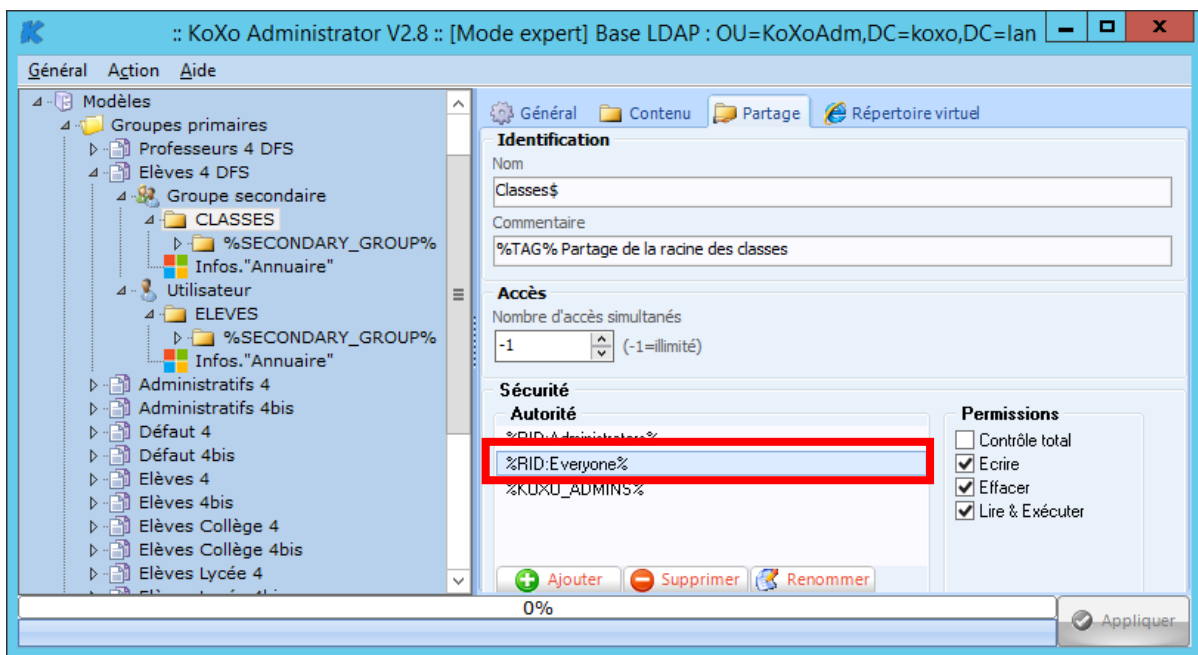 :: KoXo Administrator V2.8 :: [Mode expert] Base LDAP : OU=KoXoAdm,DC=koxo,DC=lan
Général Action Aide
Modèles
Groupes primaires
Professeurs 4 DFS
Elèves 4 DFS
Groupe secondaire
CLASSES
%SECONDARY_GROUP%
Infos."Annuaire"
Utilisateur
ELEVES
%SECONDARY_GROUP%
Infos."Annuaire"
Administratifs 4
Administratifs 4bis
Défaut 4
Défaut 4bis
Elèves 4
Elèves 4bis
Elèves Collège 4
Elèves Collège 4bis
Elèves Lycée 4
Général Contenu Partage Répertoire virtuel
Identification
Nom
Classes$
Commentaire
%TAG% Partage de la racine des classes
Accès
Nombre d'accès simultanés
-1 (-1=illimité)
Sécurité
Autorité
%RID:Administrators%
%RID:Everyone%
%KOXO_ADMINS%
Ajouter Supprimer Renommer
Permissions
Contrôle total
Ecrire
Effacer
Lire & Exécuter
0%
Appliquer